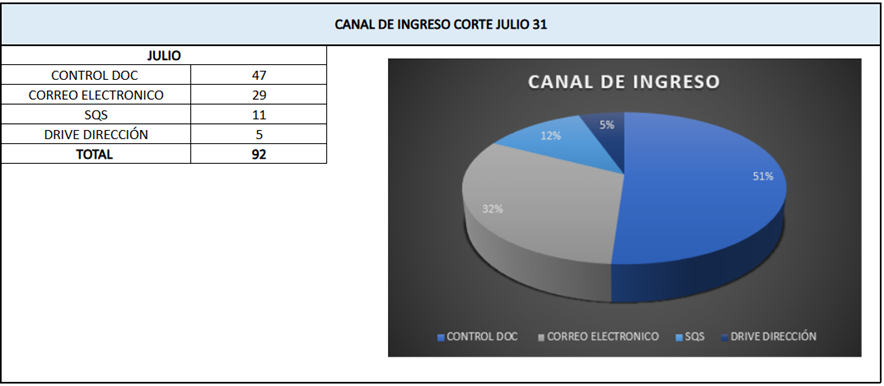 CANAL DE INGRESO CORTE JULIO 31
JULIO
CONTROL DOC 47
CORREO ELECTRONICO 29
SQS 11
DRIVE DIRECCIÓN 5
TOTAL 92
CANAL DE INGRESO
5%
12%
51%
32%
CONTROL DOC CORREO ELECTRONICO SQS DRIVE DIRECCIÓN